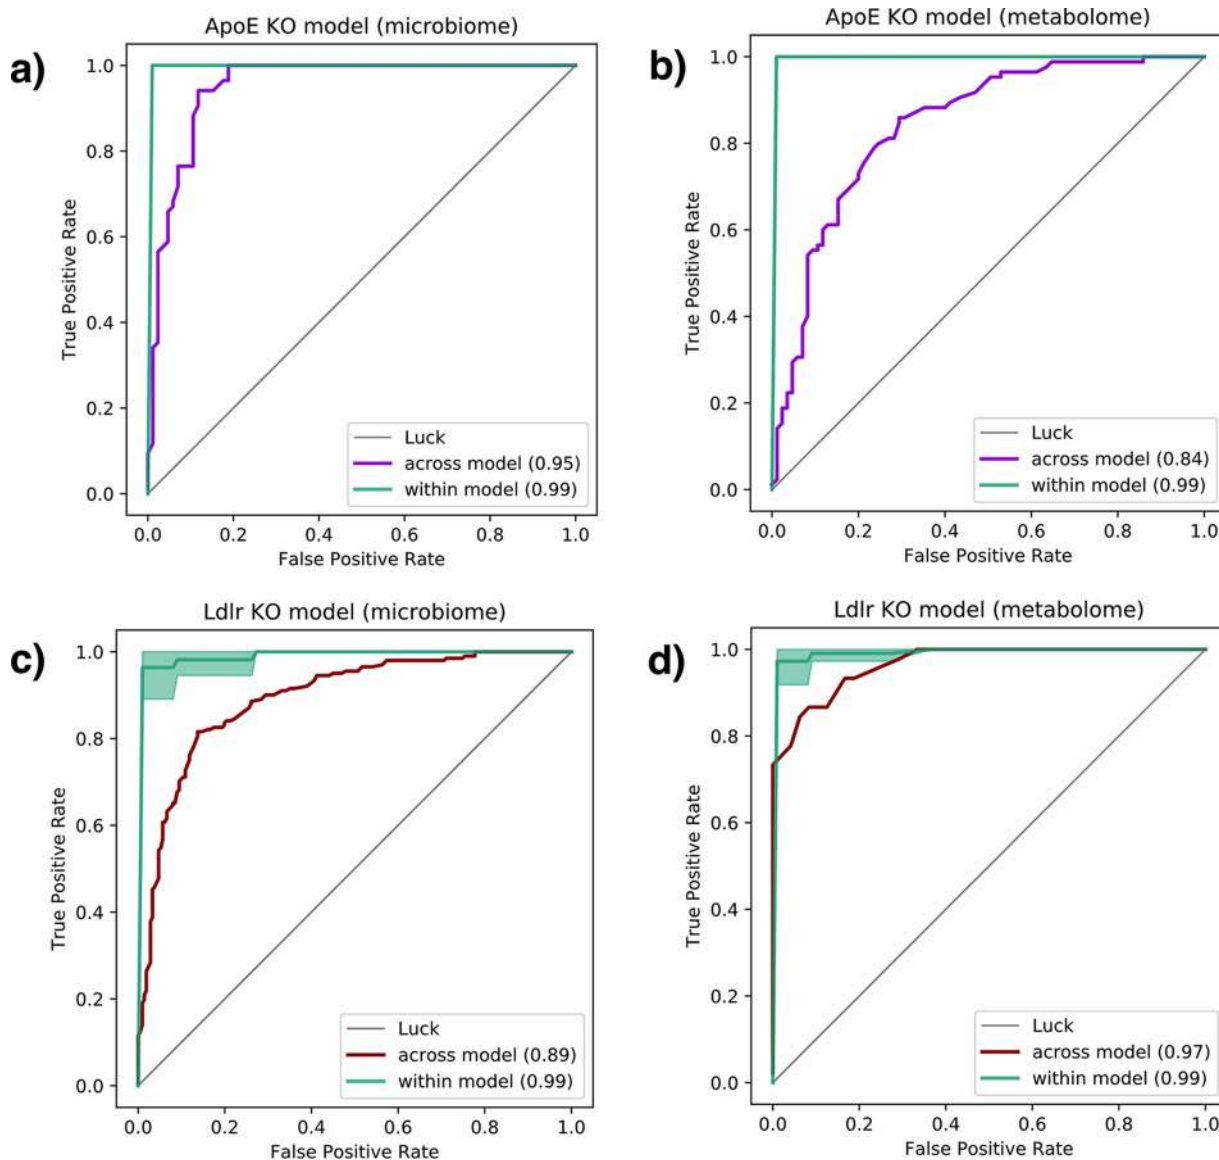 ApoE KO model (microbiome)
a)
1.0
0.8
0.6
0.4
0.2
0.0
True Positive Rate
Luck
across model (0.95)
within model (0.99)
0.0 0.2 0.4 0.6 0.8 1.0
False Positive Rate
ApoE KO model (metabolome)
b)
1.0
0.8
0.6
0.4
0.2
0.0
True Positive Rate
Luck
across model (0.84)
within model (0.99)
0.0 0.2 0.4 0.6 0.8 1.0
False Positive Rate
Ldlr KO model (microbiome)
c)
1.0
0.8
0.6
0.4
0.2
0.0
True Positive Rate
Luck
across model (0.89)
within model (0.99)
0.0 0.2 0.4 0.6 0.8 1.0
False Positive Rate
Ldlr KO model (metabolome)
d)
1.0
0.8
0.6
0.4
0.2
0.0
True Positive Rate
Luck
across model (0.97)
within model (0.99)
0.0 0.2 0.4 0.6 0.8 1.0
False Positive Rate